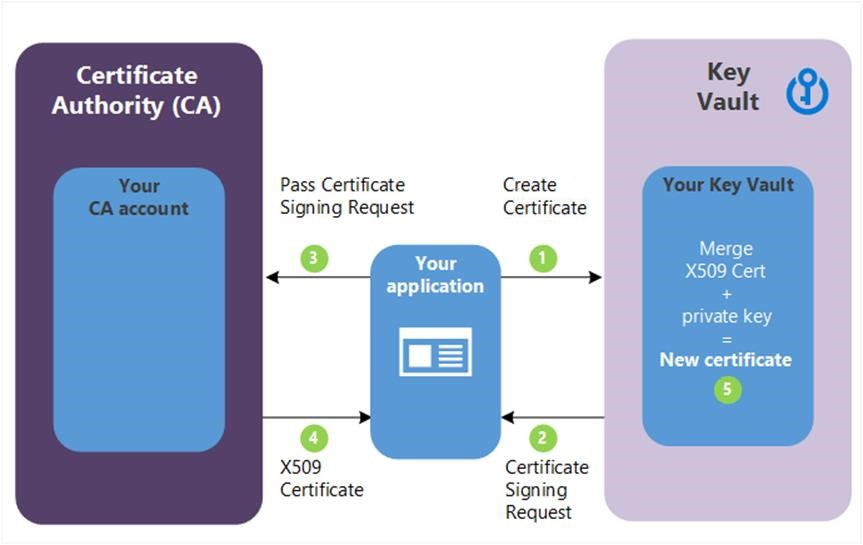 Certificate
Authority (CA)
Your
CA account
Pass Certificate
Signing Request
3
4
X509
Certificate
Your
application
Create
Certificate
1
2
Certificate
Signing
Request
Key
Vault
Your Key Vault
Merge
X509 Cert
+
private key
=
New certificate
5